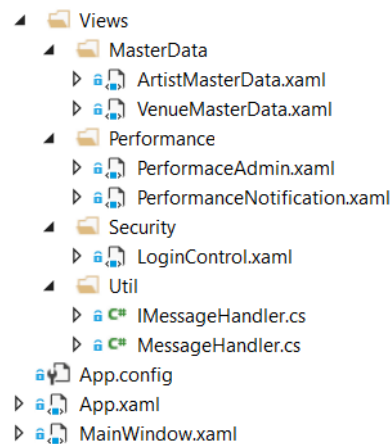 Views
MasterData
ArtistMasterData.xaml
VenueMasterData.xaml
Performance
PerformaceAdmin.xaml
PerformanceNotification.xaml
Security
LoginControl.xaml
Util
C# IMessageHandler.cs
C# MessageHandler.cs
App.config
App.xaml
MainWindow.xaml